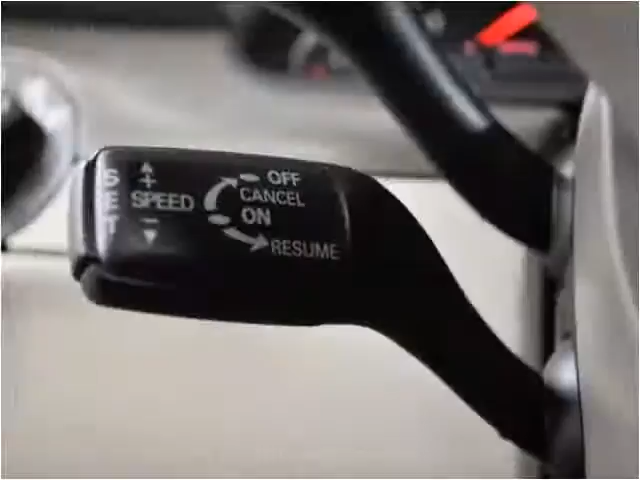 SET
SPEED
+
−
OFF
CANCEL
ON
RESUME